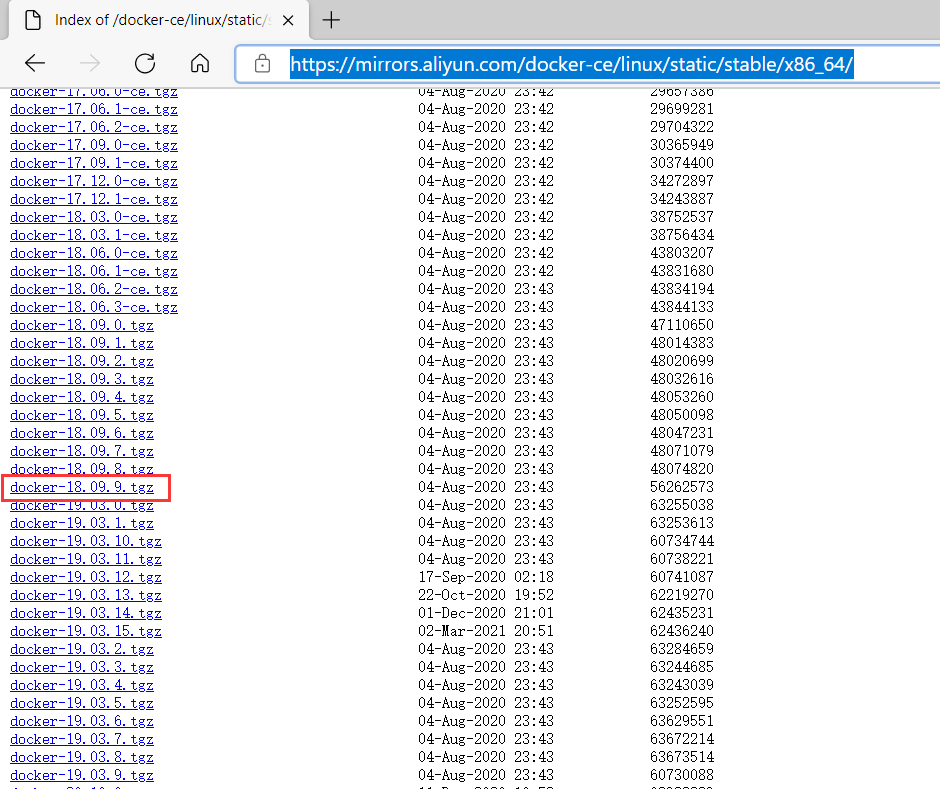 Index of /docker-ce/linux/static/s
https://mirrors.aliyun.com/docker-ce/linux/static/stable/x86_64/
docker-17.06.0-ce.tgz 04-Aug-2020 23:42 29657386
docker-17.06.1-ce.tgz 04-Aug-2020 23:42 29699281
docker-17.06.2-ce.tgz 04-Aug-2020 23:42 29704322
docker-17.09.0-ce.tgz 04-Aug-2020 23:42 30365949
docker-17.09.1-ce.tgz 04-Aug-2020 23:42 30374400
docker-17.12.0-ce.tgz 04-Aug-2020 23:42 34272897
docker-17.12.1-ce.tgz 04-Aug-2020 23:42 34243887
docker-18.03.0-ce.tgz 04-Aug-2020 23:42 38752537
docker-18.03.1-ce.tgz 04-Aug-2020 23:42 38756434
docker-18.06.0-ce.tgz 04-Aug-2020 23:42 43803207
docker-18.06.1-ce.tgz 04-Aug-2020 23:42 43831680
docker-18.06.2-ce.tgz 04-Aug-2020 23:42 43834194
docker-18.06.3-ce.tgz 04-Aug-2020 23:42 43844133
docker-18.09.0.tgz 04-Aug-2020 23:43 47110650
docker-18.09.1.tgz 04-Aug-2020 23:43 48014383
docker-18.09.2.tgz 04-Aug-2020 23:43 48020699
docker-18.09.3.tgz 04-Aug-2020 23:43 48032616
docker-18.09.4.tgz 04-Aug-2020 23:43 48053260
docker-18.09.5.tgz 04-Aug-2020 23:43 48050098
docker-18.09.6.tgz 04-Aug-2020 23:43 48047231
docker-18.09.7.tgz 04-Aug-2020 23:43 48071079
docker-18.09.8.tgz 04-Aug-2020 23:43 48074820
docker-18.09.9.tgz 04-Aug-2020 23:43 56262573
docker-19.03.0.tgz 04-Aug-2020 23:43 63255038
docker-19.03.1.tgz 04-Aug-2020 23:43 63253613
docker-19.03.10.tgz 04-Aug-2020 23:43 60734744
docker-19.03.11.tgz 04-Aug-2020 23:43 60738221
docker-19.03.12.tgz 17-Sep-2020 02:18 60741087
docker-19.03.13.tgz 22-Oct-2020 19:52 62219270
docker-19.03.14.tgz 01-Dec-2020 21:01 62435231
docker-19.03.15.tgz 02-Mar-2021 20:51 62436240
docker-19.03.2.tgz 04-Aug-2020 23:43 63284659
docker-19.03.3.tgz 04-Aug-2020 23:43 63244685
docker-19.03.4.tgz 04-Aug-2020 23:43 63243039
docker-19.03.5.tgz 04-Aug-2020 23:43 63252595
docker-19.03.6.tgz 04-Aug-2020 23:43 63629551
docker-19.03.7.tgz 04-Aug-2020 23:43 63672214
docker-19.03.8.tgz 04-Aug-2020 23:43 63673514
docker-19.03.9.tgz 04-Aug-2020 23:43 60730088